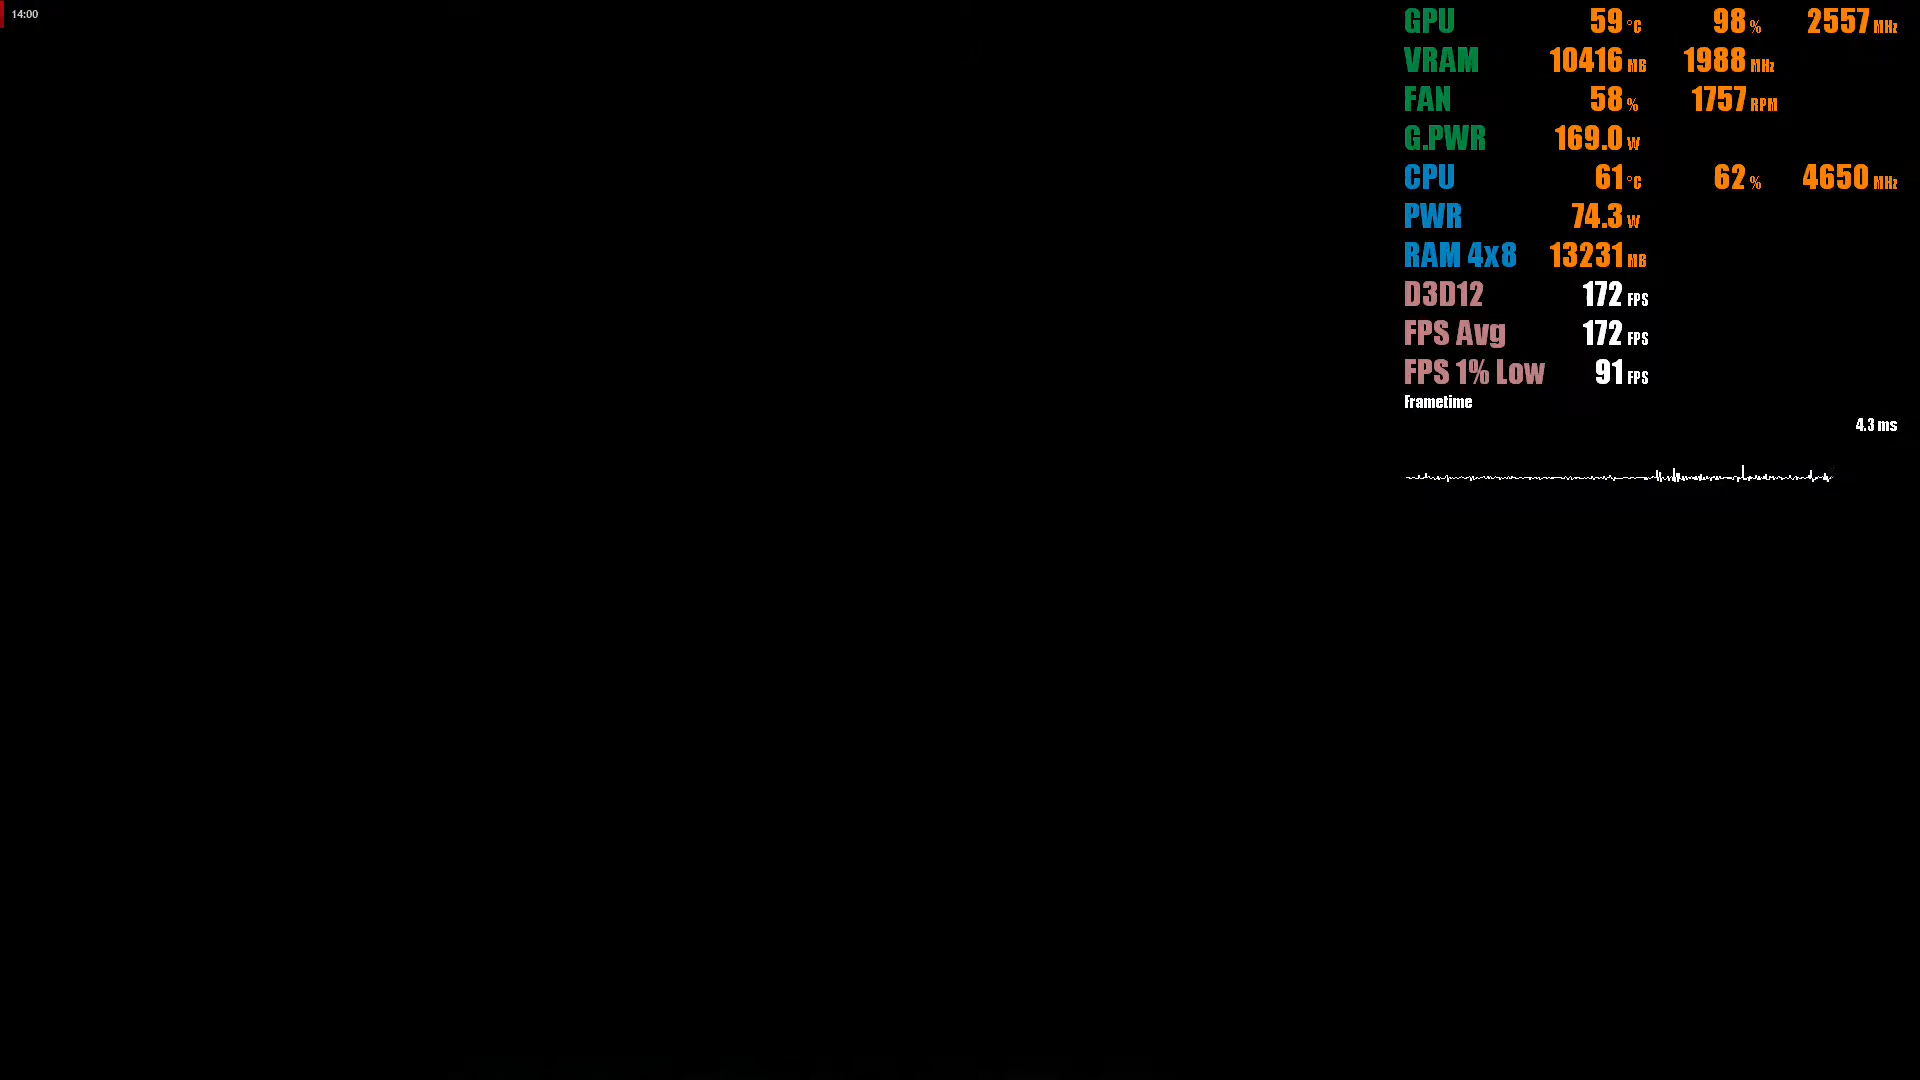 14:00
GPU 59 °C 98 % 2557 MHz
VRAM 10416 MB 1988 MHz
FAN 58 % 1757 RPM
G.PWR 169.0 W
CPU 61 °C 62 % 4650 MHz
PWR 74.3 W
RAM 4x8 13231 MB
D3D12 172 FPS
FPS Avg 172 FPS
FPS 1% Low 91 FPS
Frametime
4.3 ms